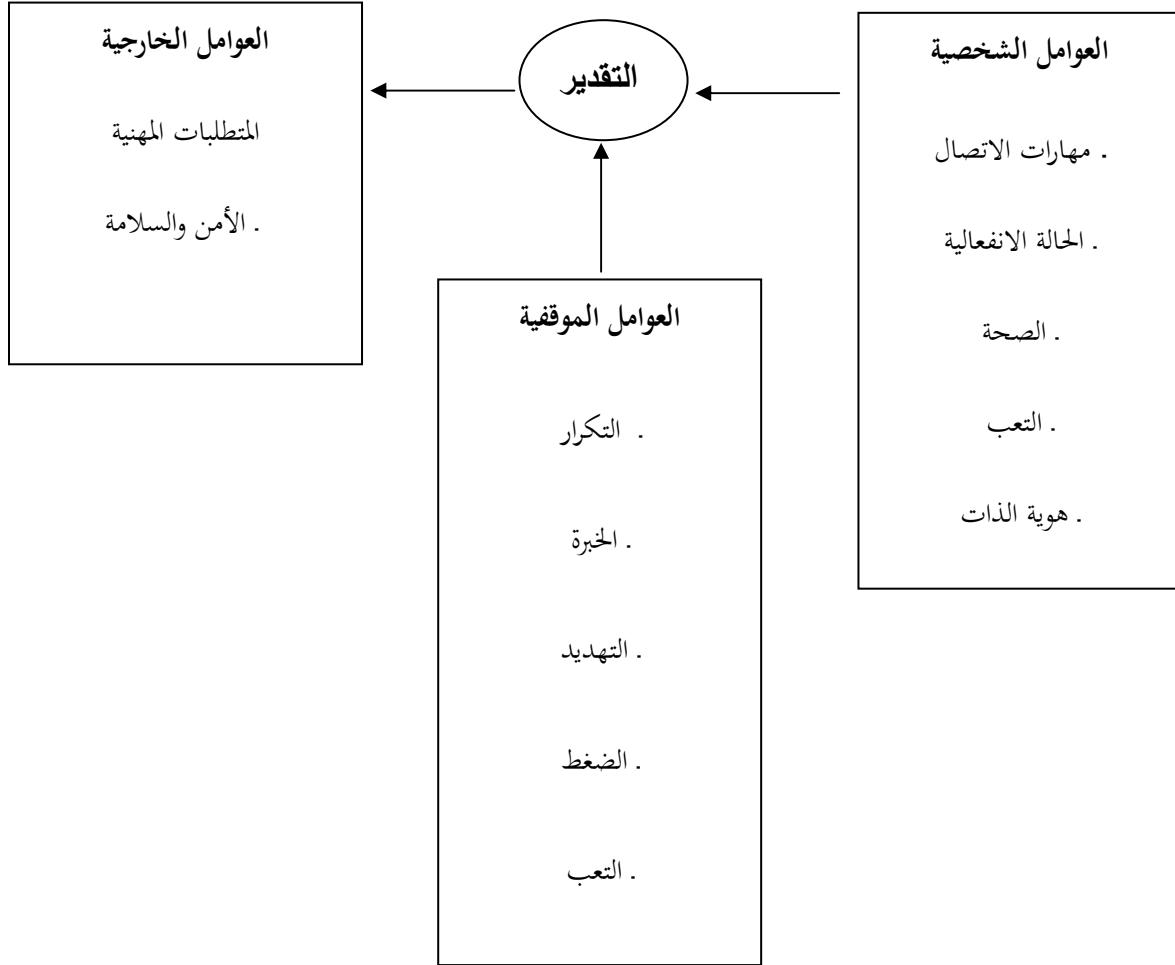 العوامل الشخصية
. مهارات الاتصال
. الحالة الانفعالية
. الصحة
. التعب
. هوية الذات
التقدير
العوامل الخارجية
المتطلبات المهنية
. الأمن والسلامة
العوامل الموقفية
. التكرار
. الخبرة
. التهديد
. الضغط
. التعب